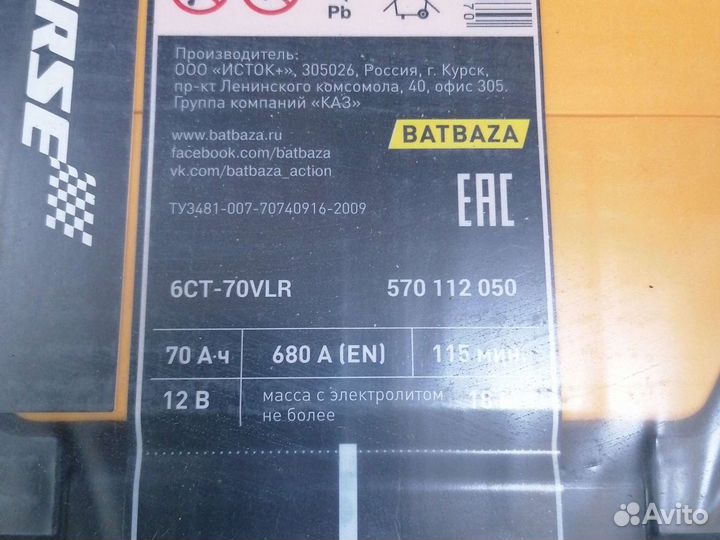 Pb
70
URSE
Производитель:
ООО «ИСТОК+», 305026, Россия, г. Курск,
пр-кт Ленинского комсомола, 40, офис 305.
Группа компаний «КАЗ»
www.batbaza.ru
facebook.com/batbaza
vk.com/batbaza_action
BATBAZA
ТУ3481-007-70740916-2009
EAC
6СТ-70VLR 570 112 050
70 А·ч 680 А (EN) 115 мин.
12 В масса с электролитом
не более
Avito